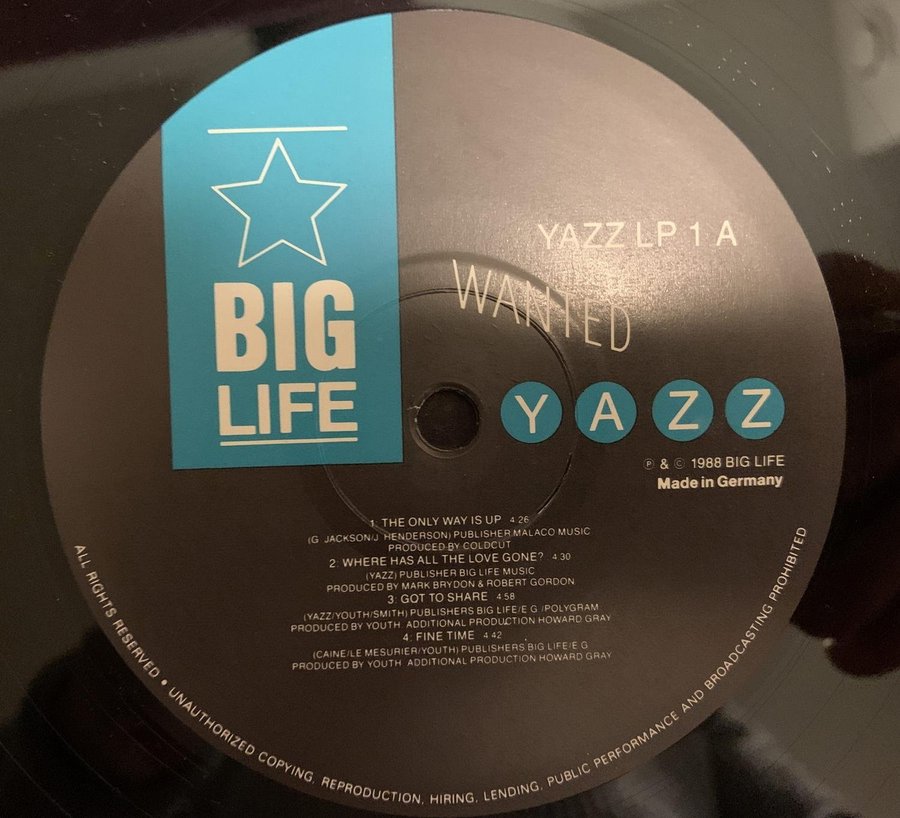 BIG
LIFE
YAZZ LP 1 A
WANTED
YAZZ
Ⓟ & © 1988 BIG LIFE
Made in Germany
1: THE ONLY WAY IS UP 4.26
(G. JACKSON/J. HENDERSON) PUBLISHER MALACO MUSIC
PRODUCED BY COLDCUT
2: WHERE HAS ALL THE LOVE GONE? 4.30
(YAZZ) PUBLISHER BIG LIFE MUSIC
PRODUCED BY MARK BRYDON & ROBERT GORDON
3: GOT TO SHARE 4.58
(YAZZ/YOUTH/SMITH) PUBLISHERS BIG LIFE/E.G./POLYGRAM
PRODUCED BY YOUTH. ADDITIONAL PRODUCTION HOWARD GRAY
4: FINE TIME 4.42
(CAINE/LE MESURIER/YOUTH) PUBLISHERS BIG LIFE/E.G.
PRODUCED BY YOUTH. ADDITIONAL PRODUCTION HOWARD GRAY
ALL RIGHTS RESERVED • UNAUTHORIZED COPYING, REPRODUCTION, HIRING, LENDING, PUBLIC PERFORMANCE AND BROADCASTING PROHIBITED